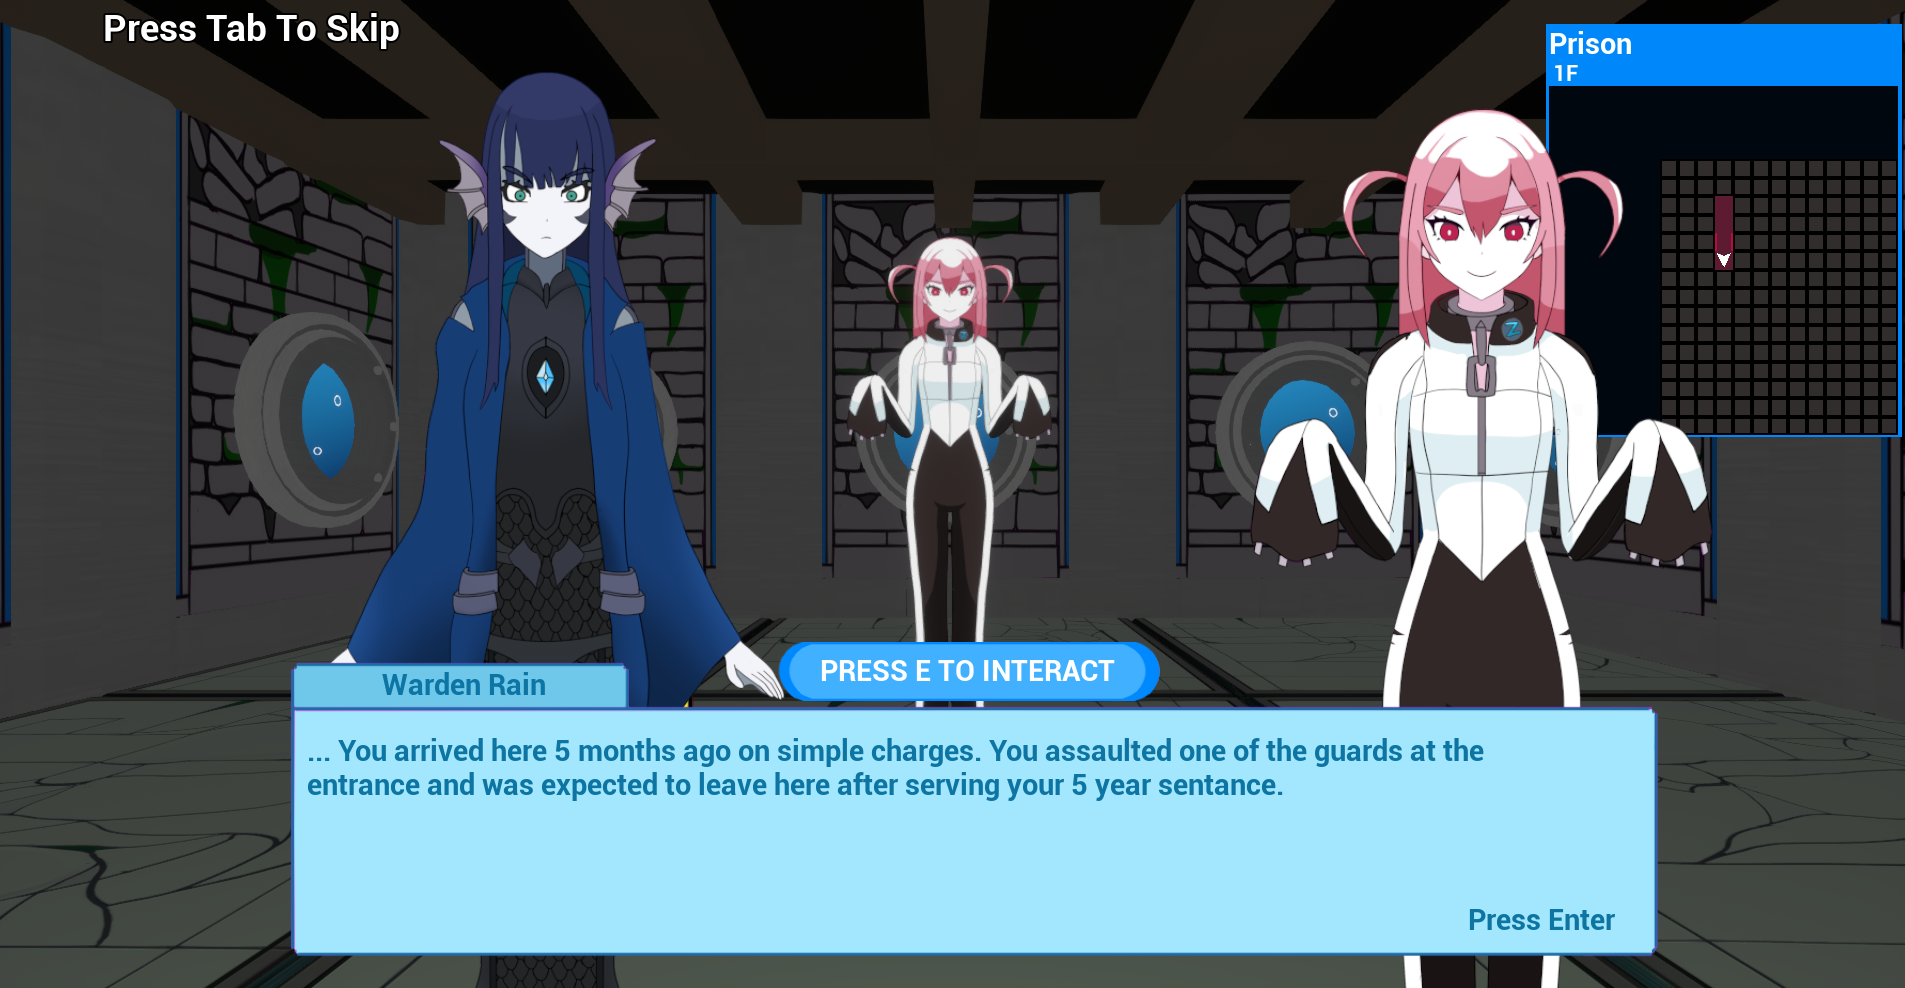 Press Tab To Skip
Prison
1F
Z
PRESS E TO INTERACT
Warden Rain
... You arrived here 5 months ago on simple charges. You assaulted one of the guards at the
entrance and was expected to leave here after serving your 5 year sentance.
Press Enter